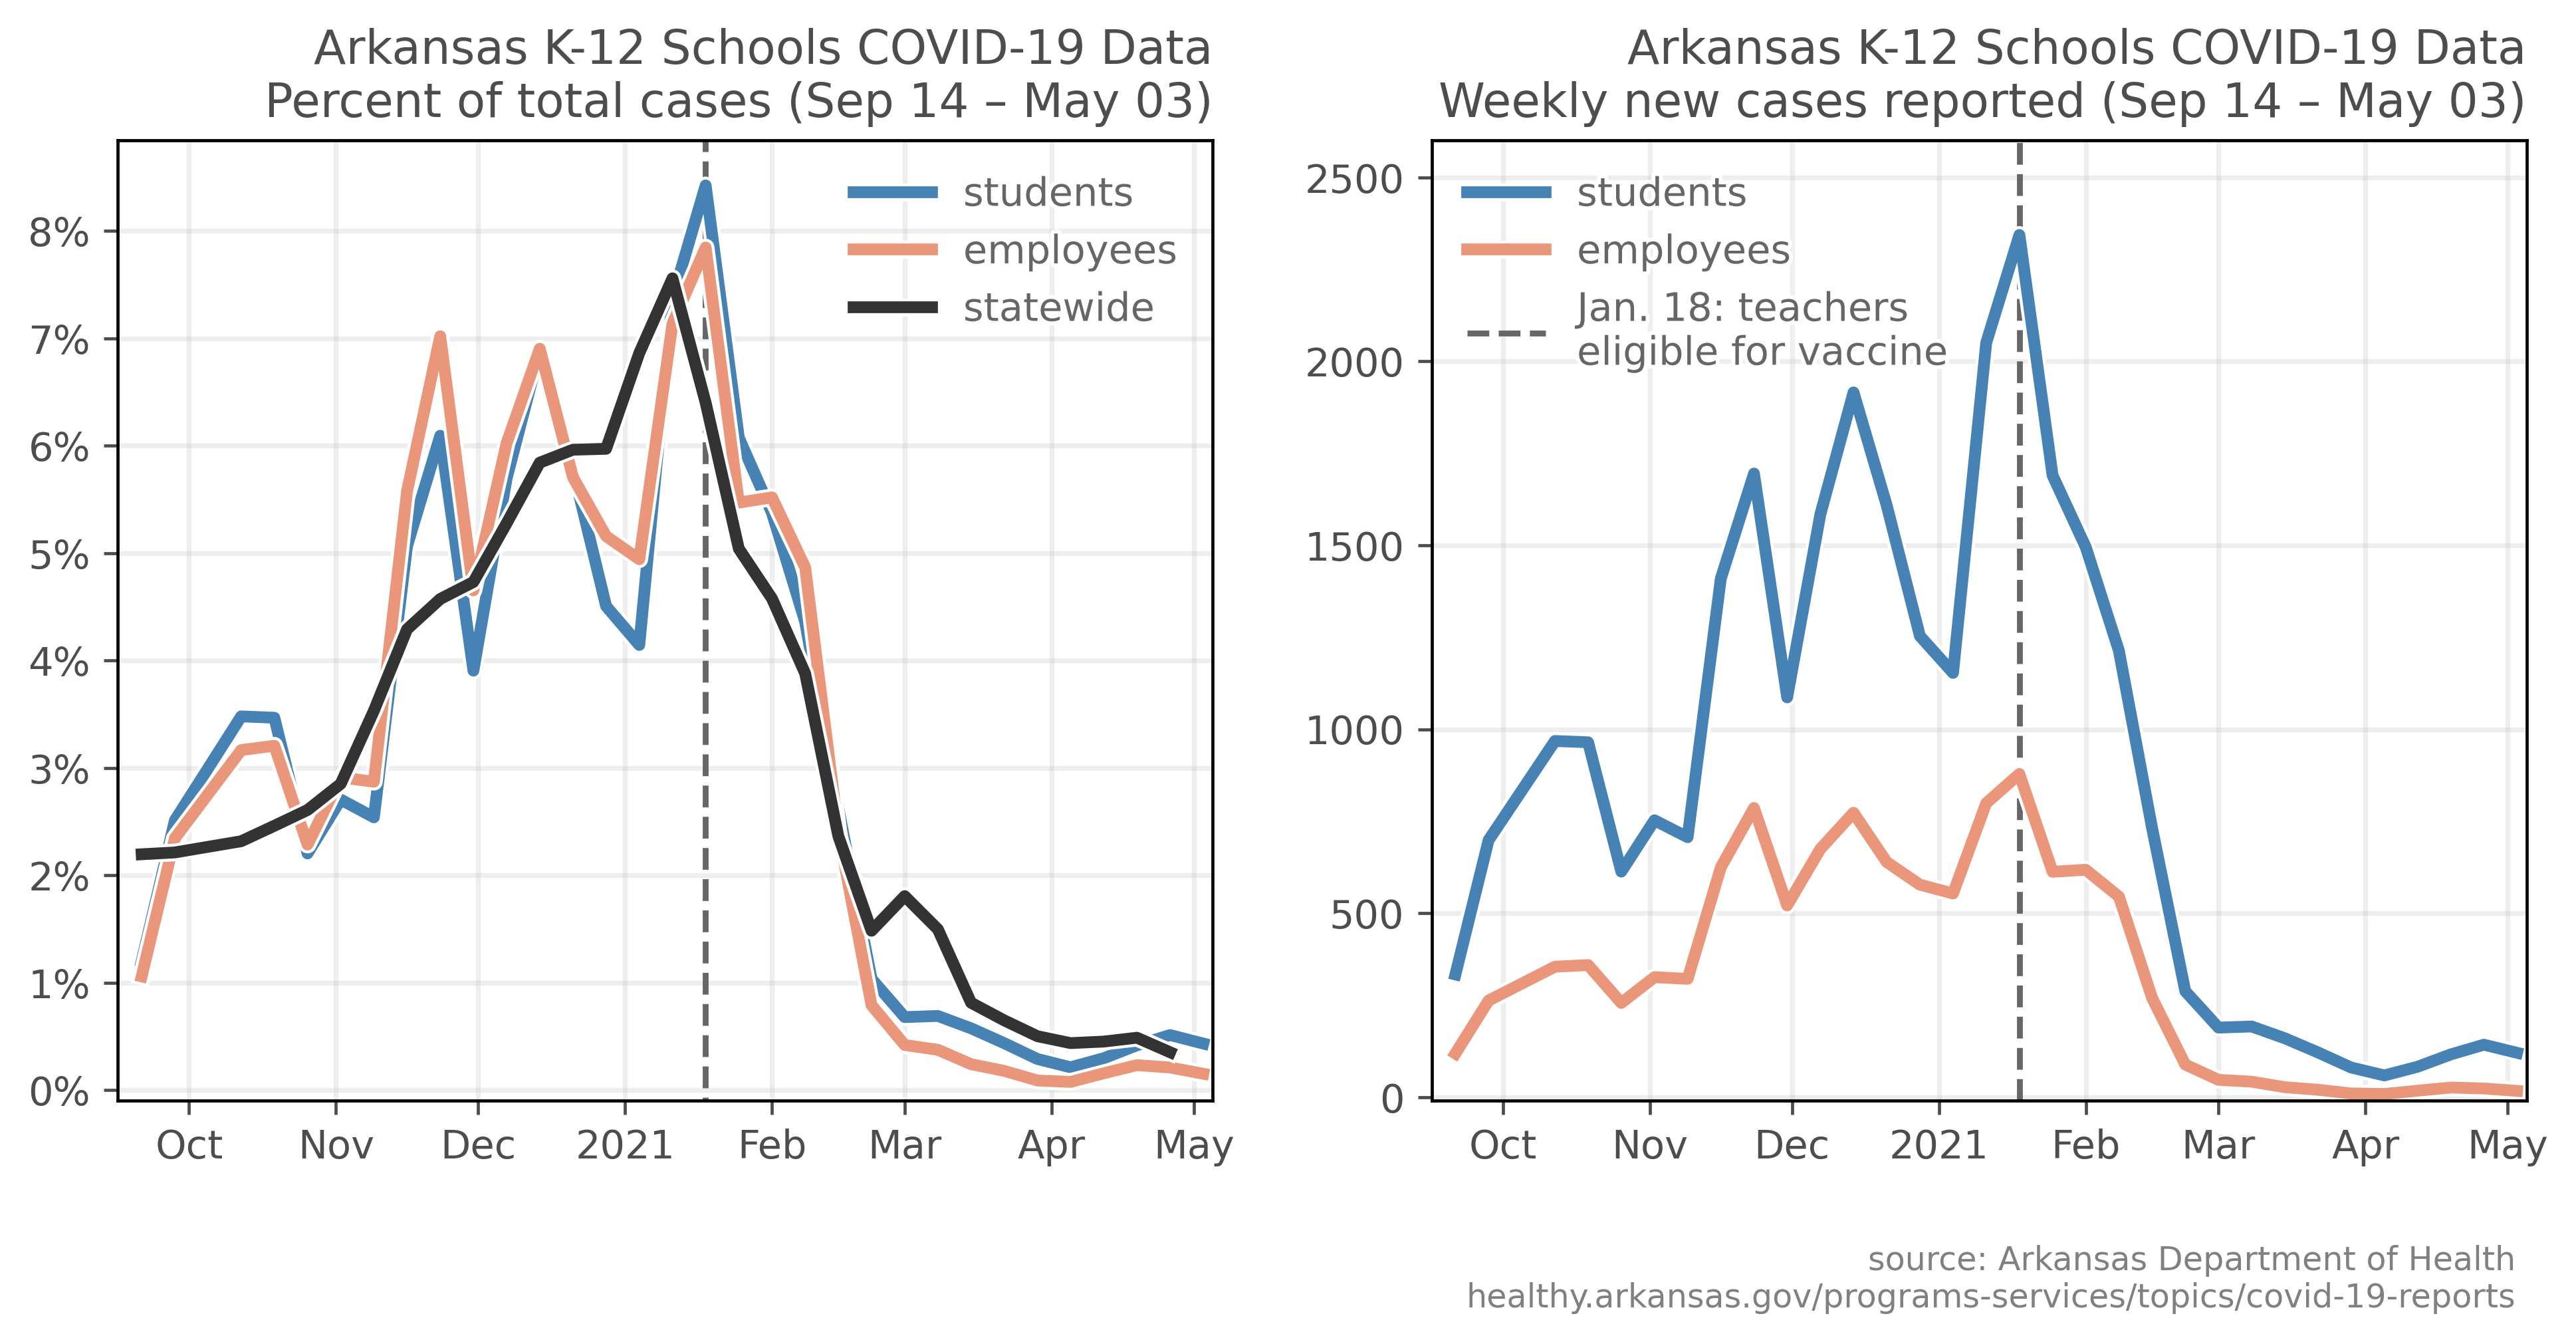 Arkansas K-12 Schools COVID-19 Data
Percent of total cases (Sep 14 – May 03)
8%
7%
6%
5%
4%
3%
2%
1%
0%
students
employees
statewide
Oct
Nov
Dec
2021
Feb
Mar
Apr
May
Arkansas K-12 Schools COVID-19 Data
Weekly new cases reported (Sep 14 – May 03)
2500
2000
1500
1000
500
0
students
employees
Jan. 18: teachers
eligible for vaccine
Oct
Nov
Dec
2021
Feb
Mar
Apr
May
source: Arkansas Department of Health
healthy.arkansas.gov/programs-services/topics/covid-19-reports